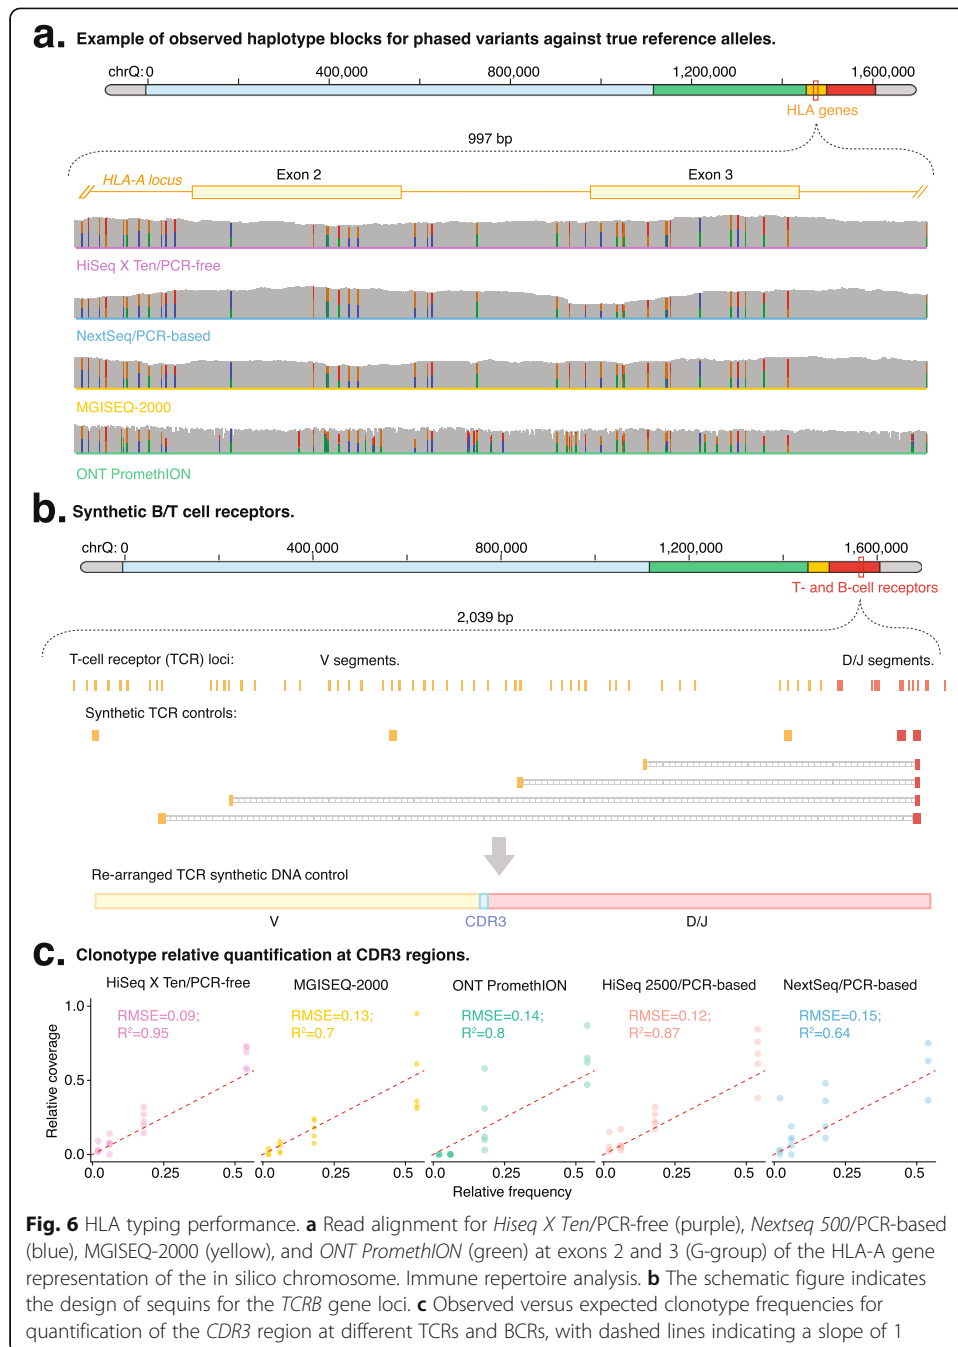 a. Example of observed haplotype blocks for phased variants against true reference alleles.
chrQ: 0 400,000 800,000 1,200,000 1,600,000
HLA genes
997 bp
HLA-A locus
Exon 2 Exon 3
HiSeq X Ten/PCR-free
NextSeq/PCR-based
MGISEQ-2000
ONT PromethION
b. Synthetic B/T cell receptors.
chrQ: 0 400,000 800,000 1,200,000 1,600,000
T- and B-cell receptors
2,039 bp
T-cell receptor (TCR) loci: V segments. D/J segments.
Synthetic TCR controls:
Re-arranged TCR synthetic DNA control
V CDR3 D/J
c. Clonotype relative quantification at CDR3 regions.
HiSeq X Ten/PCR-free MGISEQ-2000 ONT PromethION HiSeq 2500/PCR-based NextSeq/PCR-based
1.0 RMSE=0.09; RMSE=0.13; RMSE=0.14; RMSE=0.12; RMSE=0.15;
R²=0.95 R²=0.7 R²=0.8 R²=0.87 R²=0.64
0.5
Relative coverage
0.0
0.0 0.25 0.5 0.0 0.25 0.5 0.0 0.25 0.5 0.0 0.25 0.5 0.0 0.25 0.5
Relative frequency
Fig. 6 HLA typing performance. a Read alignment for Hiseq X Ten/PCR-free (purple), Nextseq 500/PCR-based
(blue), MGISEQ-2000 (yellow), and ONT PromethION (green) at exons 2 and 3 (G-group) of the HLA-A gene
representation of the in silico chromosome. Immune repertoire analysis. b The schematic figure indicates
the design of sequins for the TCRB gene loci. c Observed versus expected clonotype frequencies for
quantification of the CDR3 region at different TCRs and BCRs, with dashed lines indicating a slope of 1